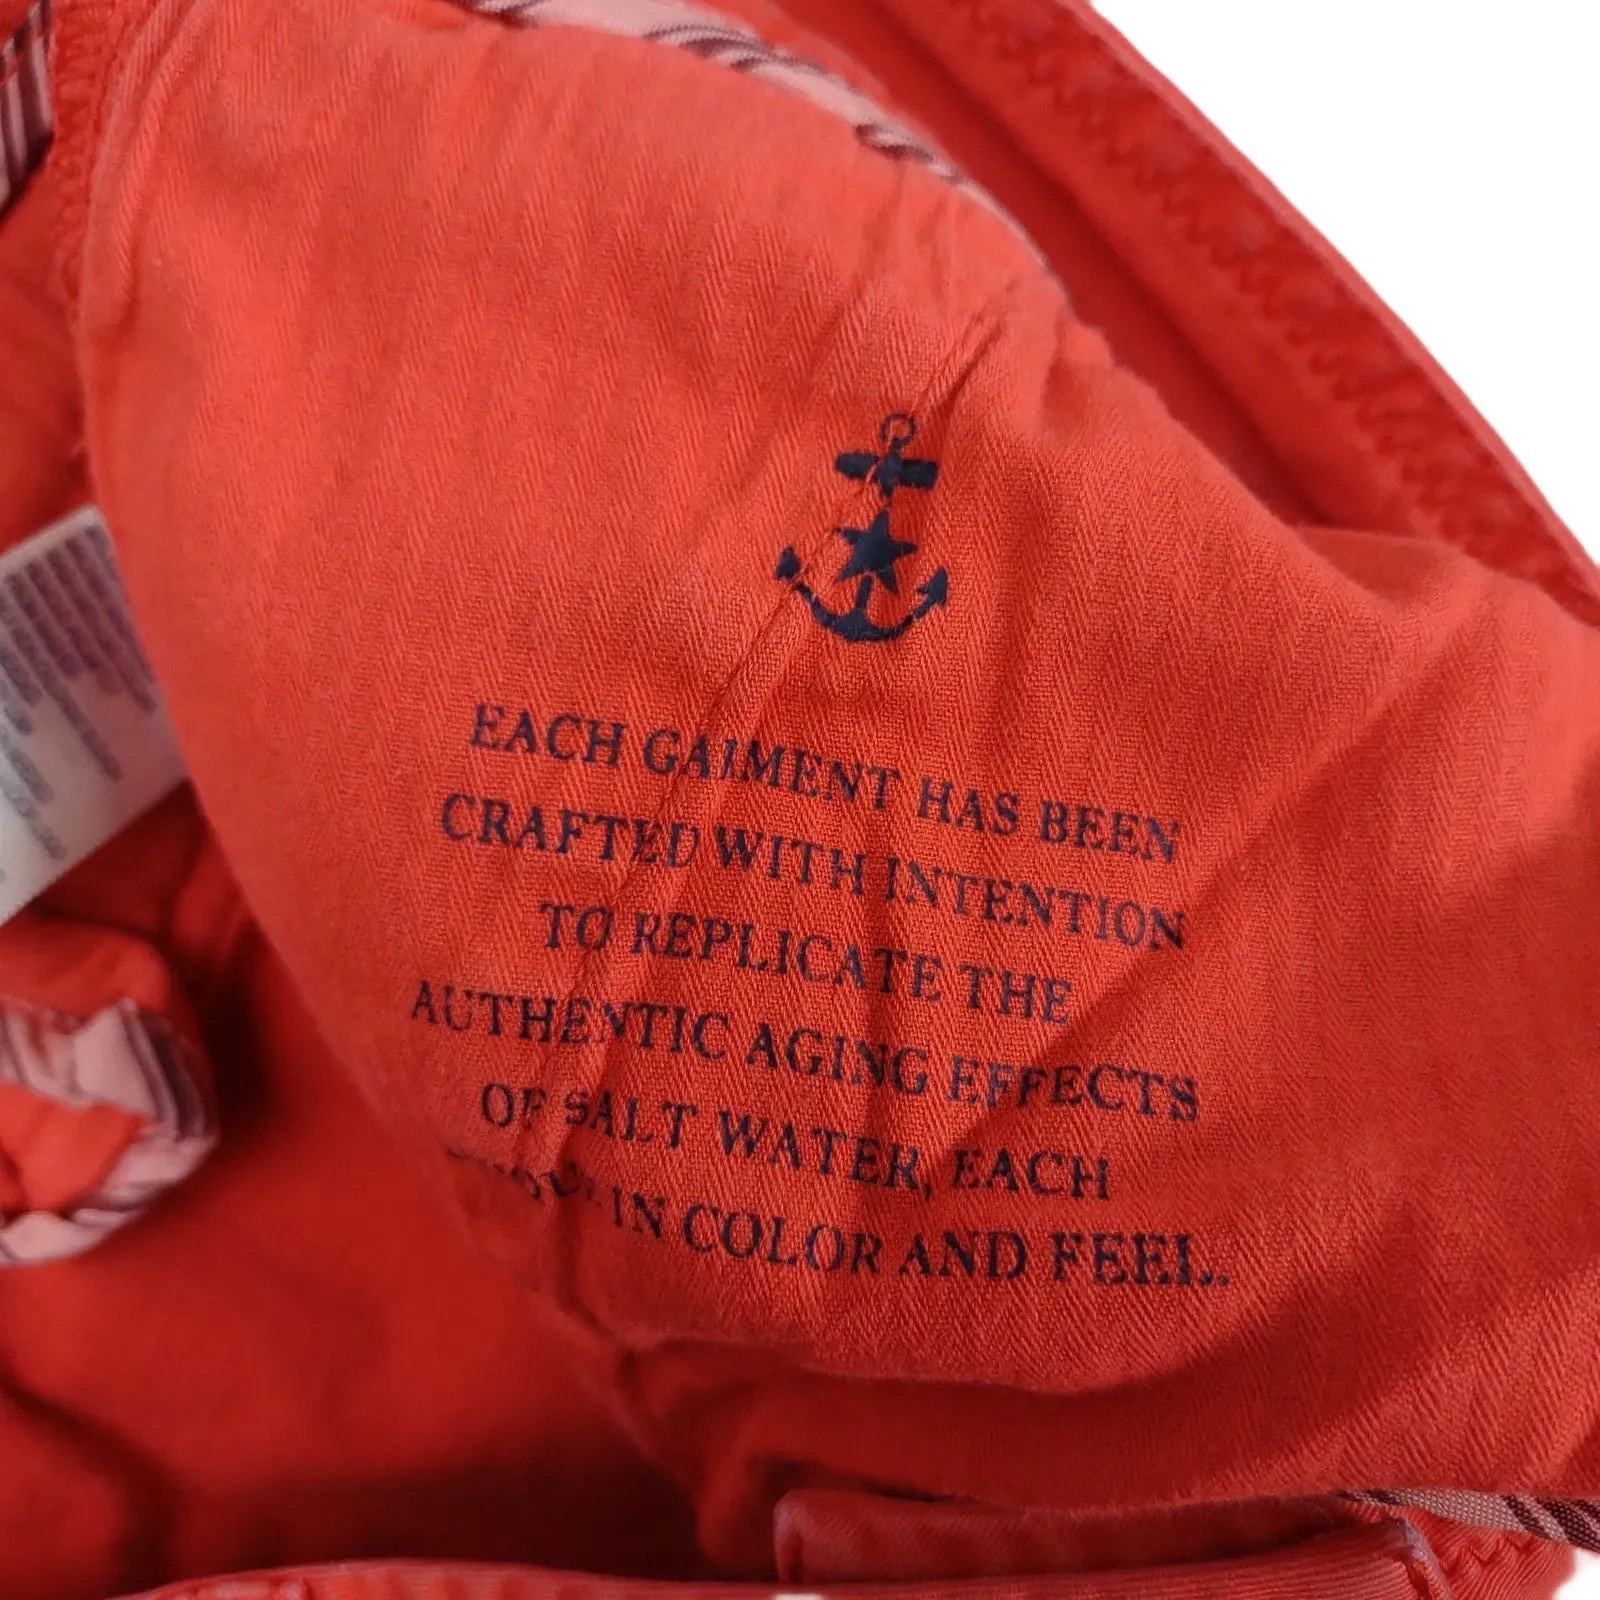 EACH GARMENT HAS BEEN
CRAFTED WITH INTENTION
TO REPLICATE THE
AUTHENTIC AGING EFFECTS
OF SALT WATER, EACH
IN COLOR AND FEEL.